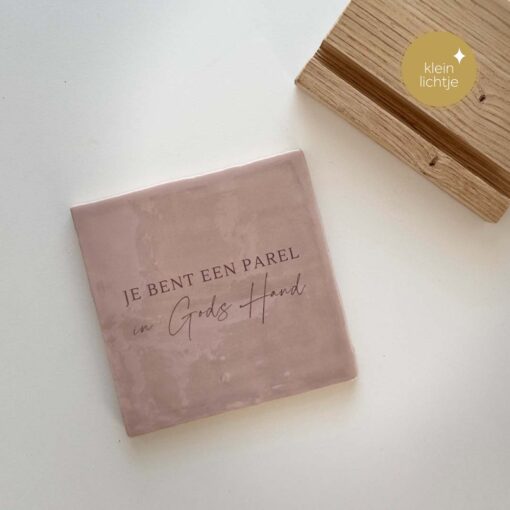 klein
lichtje
JE BENT EEN PAREL
in Gods Hand